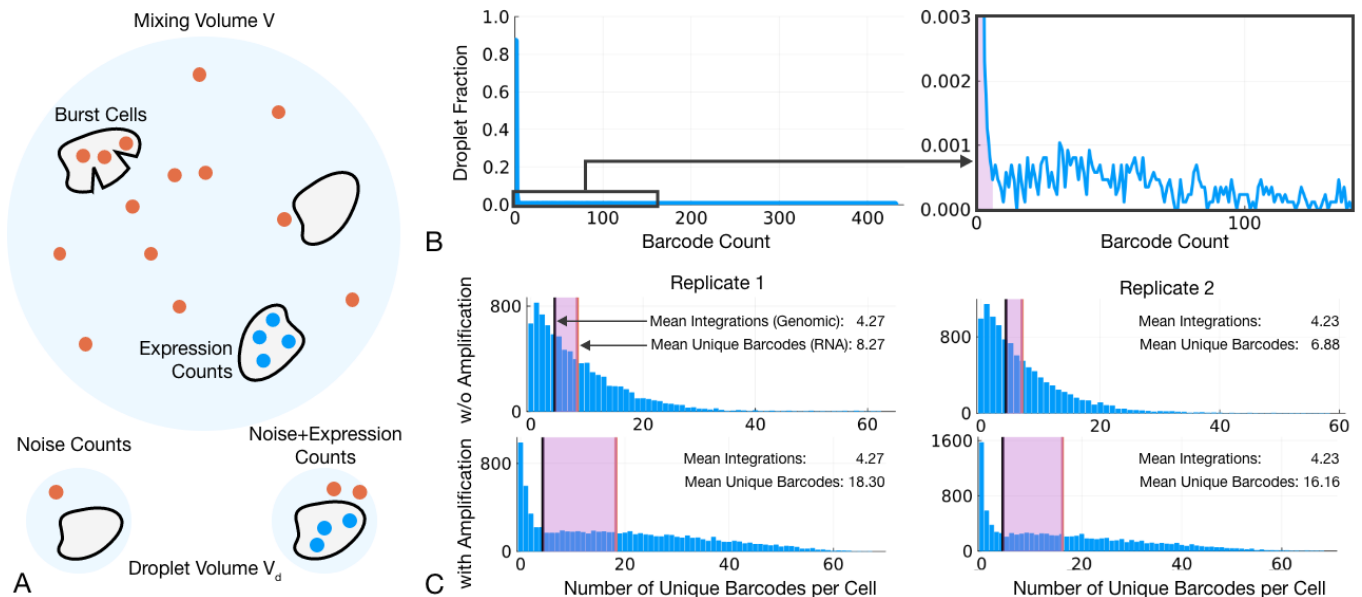 Mixing Volume V
Burst Cells
Expression
Counts
Noise Counts
Noise+Expression
Counts
Droplet Volume Vd
A
1.0
0.8
0.6
0.4
0.2
0.0
Droplet Fraction
0
100
200
300
400
Barcode Count
B
0.003
0.002
0.001
0.000
0
100
Barcode Count
Replicate 1
w/o Amplification
800
0
Mean Integrations (Genomic): 4.27
Mean Unique Barcodes (RNA): 8.27
0
20
40
60
Replicate 2
800
0
Mean Integrations: 4.23
Mean Unique Barcodes: 6.88
0
20
40
60
with Amplification
800
0
Mean Integrations: 4.27
Mean Unique Barcodes: 18.30
0
20
40
60
Number of Unique Barcodes per Cell
1600
800
0
Mean Integrations: 4.23
Mean Unique Barcodes: 16.16
0
20
40
60
Number of Unique Barcodes per Cell
C